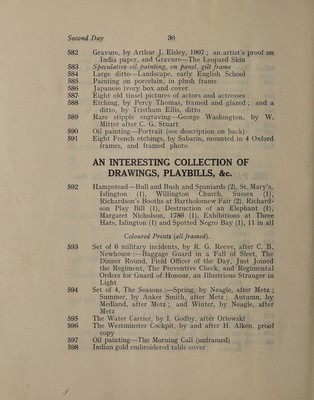 Second Day 30
582 Gravure, by Arthur J. Elsley, 1907 ; an artist's proof on
India paper, and Gravure—The Leopard Skin
583 Speculative oil painting, on panel, gilt frame
584 Large ditto—Landscape, early English School
585 Painting on porcelain, in plush frame
586 Japanese ivory box and cover
587 Eight old tinsel pictures of actors and actresses
588 Etching, by Percy Thomas, framed and glazed ; and a
ditto, by Tristham Ellis, ditto
589 Rare stipple engraving—George Washington, by W.
Mitter after C. G. Stuart
590 Oil painting—Portrait (see description on back)
591 Eight French etchings, by Sabarin, mounted in 4 Oxford
frames, and framed photo
AN INTERESTING COLLECTION OF
DRAWINGS, PLAYBILLS, &c.
592 Hampstead—Bull and Bush and Spaniards (2), St. Mary's,
Islington (1), Willington Church, Sussex (1),
Richardson's Booths at Bartholomew Fair (2), Richard-
son Play Bill (1), Destruction of an Elephant (1),
Margaret Nicholson, 1786 (1), Exhibitions at Three
Hats, Islington (1) and Spotted Negro Bay (1), 11 in all
Coloured Prints (all framed).
593 Set of 6 military incidents, by R. G. Reeve, after C. B.
Newhouse :—Baggage Guard in a Fall of Sleet, The
Dinner Round, Field Officer of the Day, Just Joined
the Regiment, The Preventive Check, and Regimental
Orders for Guard of Honour, an Illustrious Stranger in
Light
594 Set of 4, The Seasons :—Spring, by Neagle, after Metz ;
Summer, by Anker Smith, after Metz ; Autumn, by
Medland, after Metz ; and Winter, by Neagle, after
Metz
595 The Water Carrier, by I. Godby, after Orlowski
596 The Westminster Cockpit, by and after H. Alken, proof
copy
597 Oil painting—The Morning Call (unframed)
598 Indian gold embroidered table cover